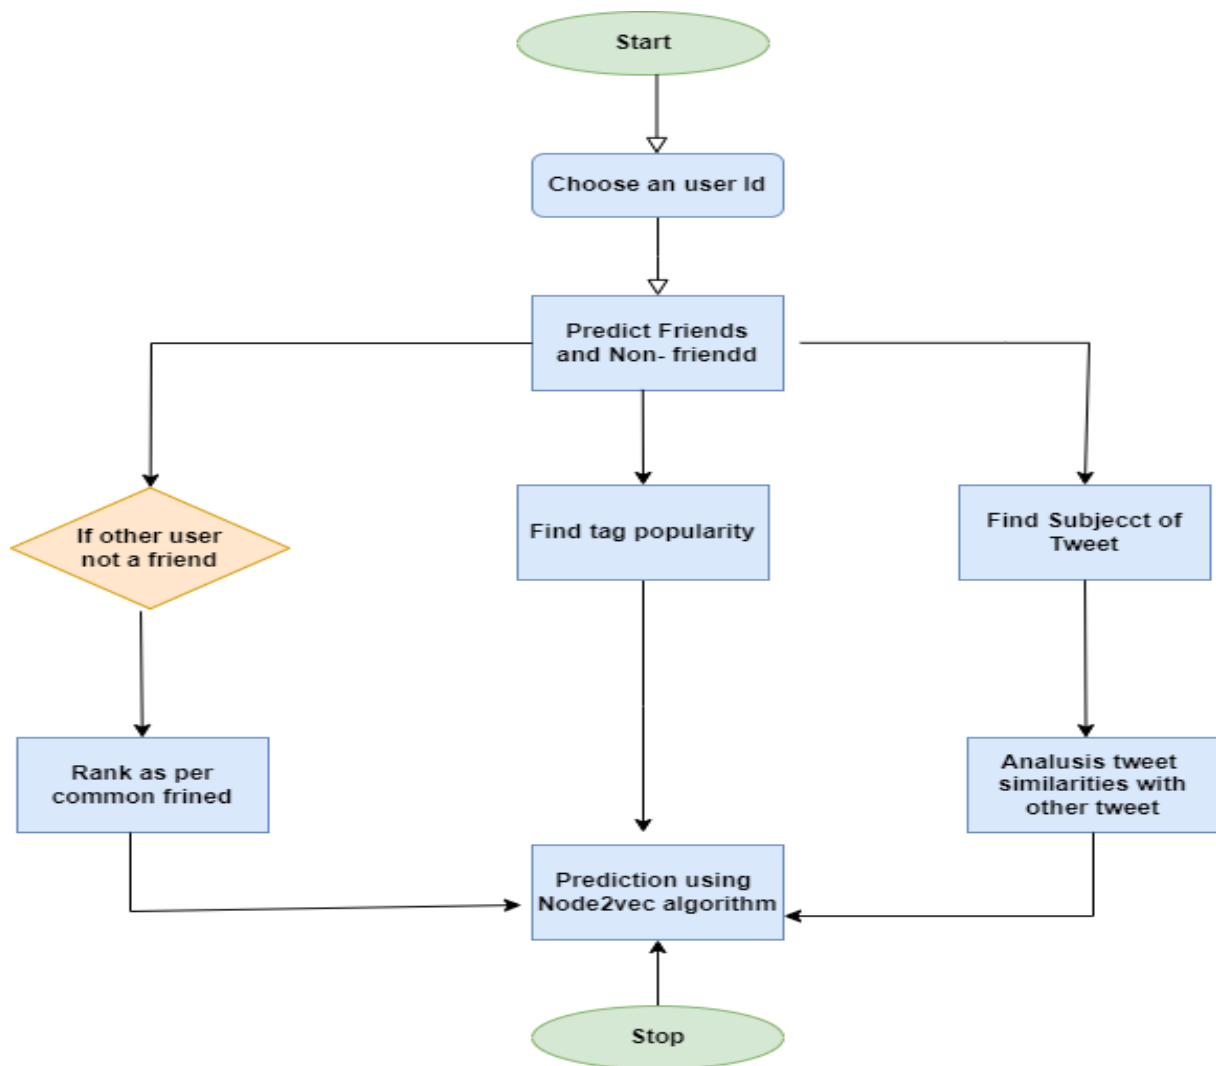 Start
Choose an user Id
Predict Friends
and Non- friendd
If other user
not a friend
Find tag popularity
Find Subjecct of
Tweet
Rank as per
common frined
Analusis tweet
similarities with
other tweet
Prediction using
Node2vec algorithm
Stop